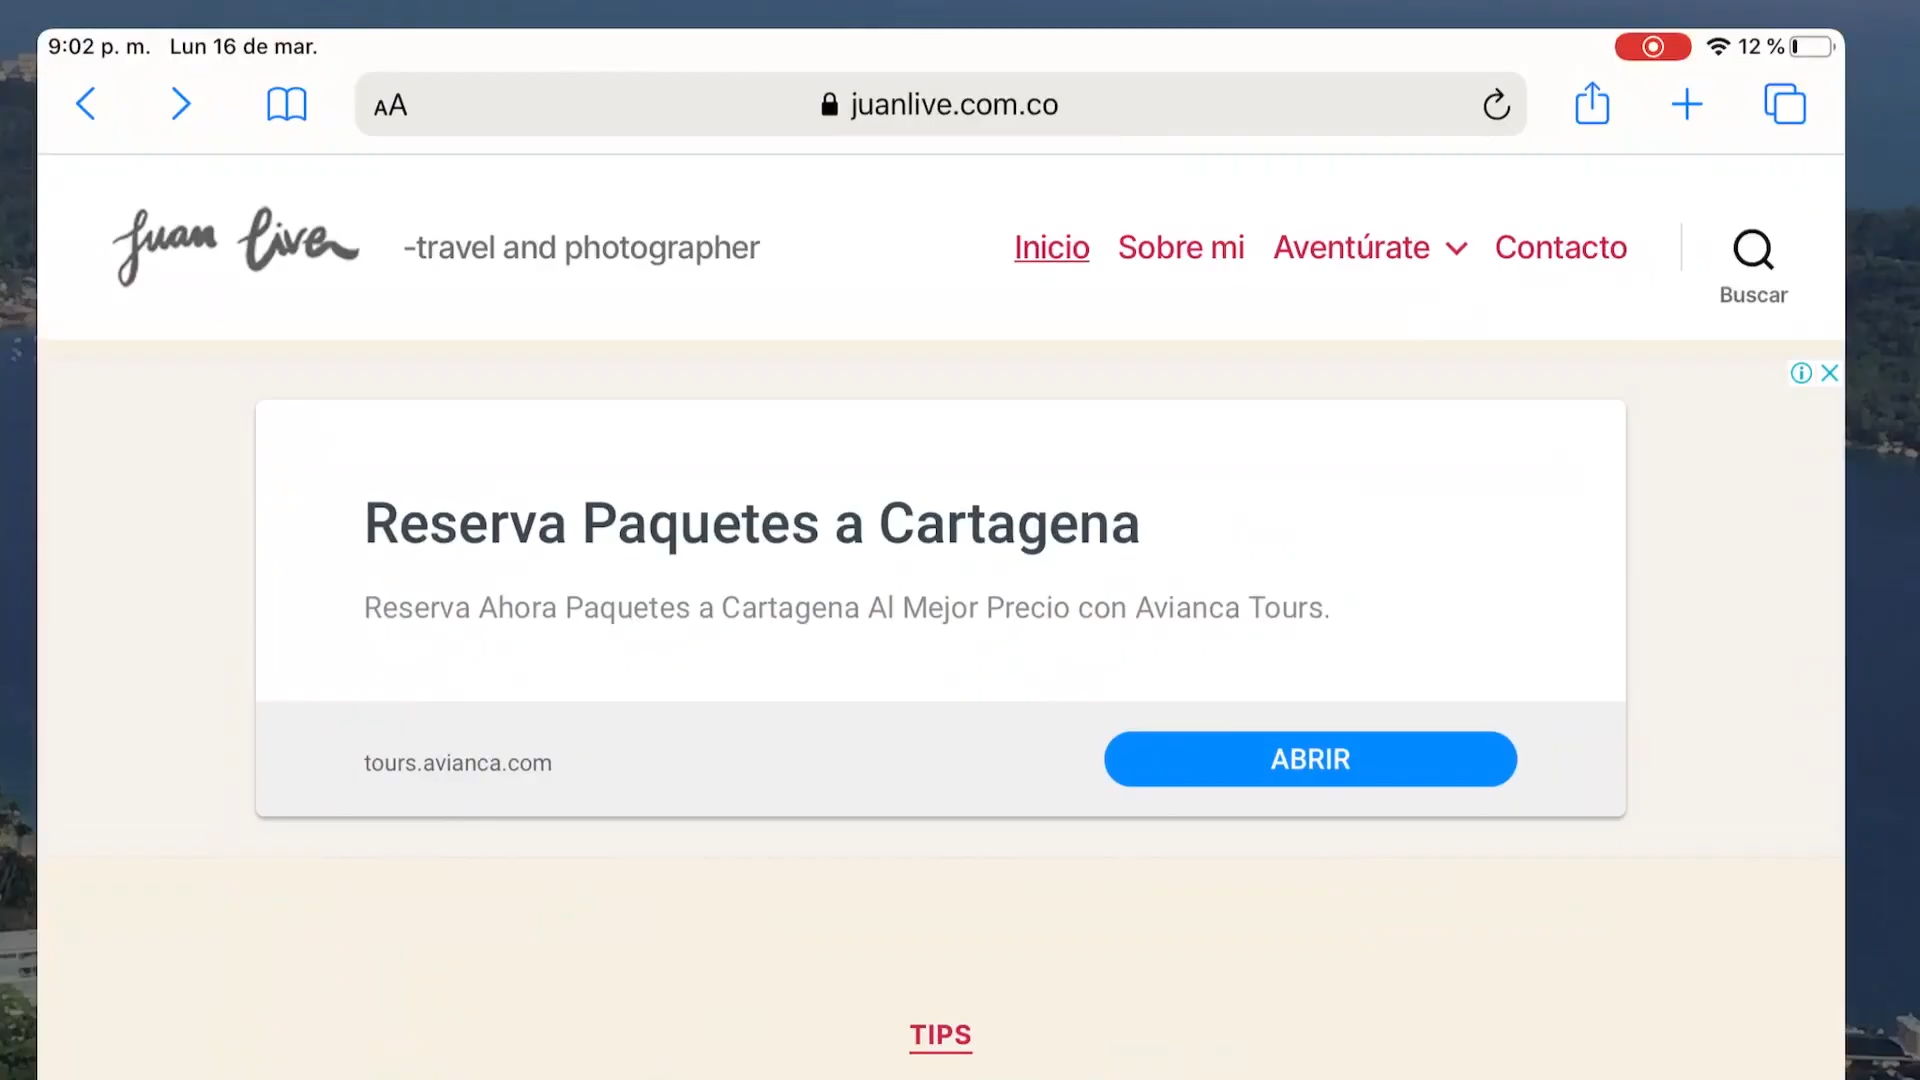 9:02 p. m. Lun 16 de mar.
12 %
AA
juanlive.com.co
Juan Live
-travel and photographer
Inicio Sobre mi Aventúrate Contacto
Buscar
Reserva Paquetes a Cartagena
Reserva Ahora Paquetes a Cartagena Al Mejor Precio con Avianca Tours.
tours.avianca.com
ABRIR
TIPS